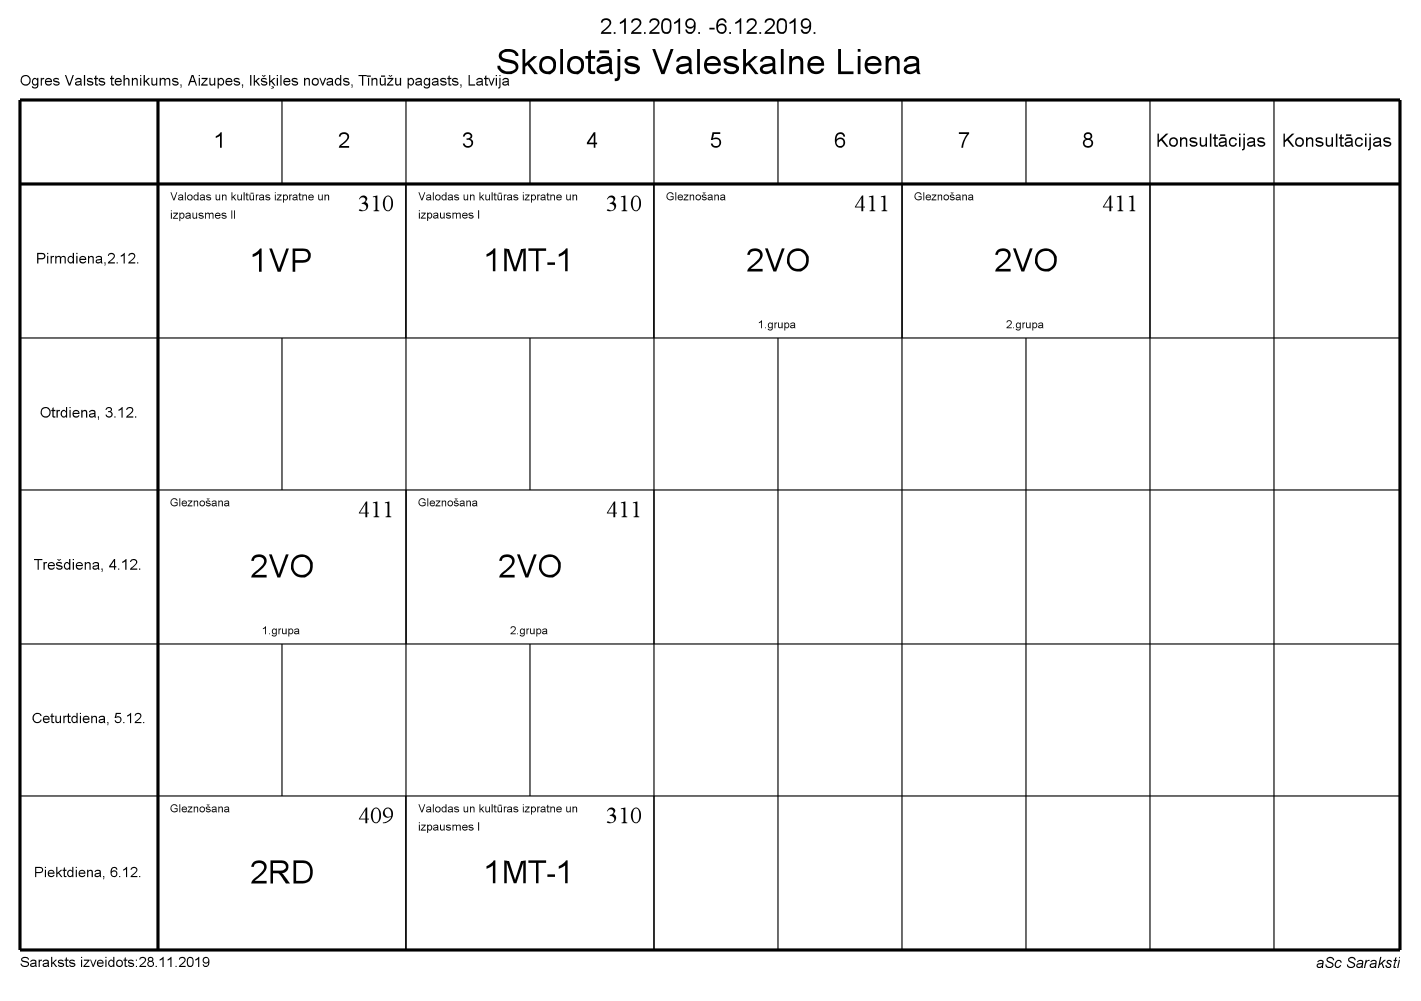 2.12.2019. -6.12.2019.
Skolotājs Valeskalne Liena
Ogres Valsts tehnikums, Aizupes, Ikšķiles novads, Tīnūžu pagasts, Latvija
1 2 3 4 5 6 7 8 Konsultācijas Konsultācijas
Pirmdiena,2.12.
Valodas un kultūras izpratne un
izpausmes II
310
1VP
Valodas un kultūras izpratne un
izpausmes I
310
1MT-1
Gleznošana
411
2VO
1.grupa
Gleznošana
411
2VO
2.grupa
Otrdiena, 3.12.
Trešdiena, 4.12.
Gleznošana
411
2VO
1.grupa
Gleznošana
411
2VO
2.grupa
Ceturtdiena, 5.12.
Piektdiena, 6.12.
Gleznošana
409
2RD
Valodas un kultūras izpratne un
izpausmes I
310
1MT-1
Saraksts izveidots:28.11.2019
aSc Saraksti